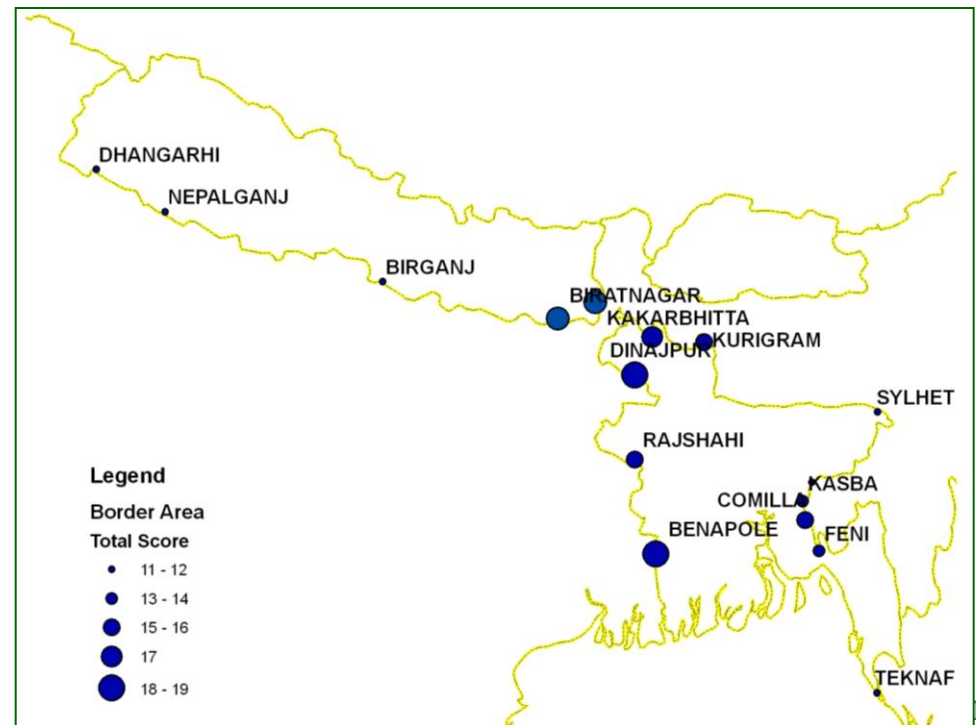 DHANGARHI
NEPALGANJ
BIRGANJ
BIRATNAGAR
KAKARBHITTA
KURIGRAM
DINAJPUR
SYLHET
RAJSHAHI
KASBA
COMILLA
BENAPOLE
FENI
TEKNAF
Legend
Border Area
Total Score
11 - 12
13 - 14
15 - 16
17
18 - 19